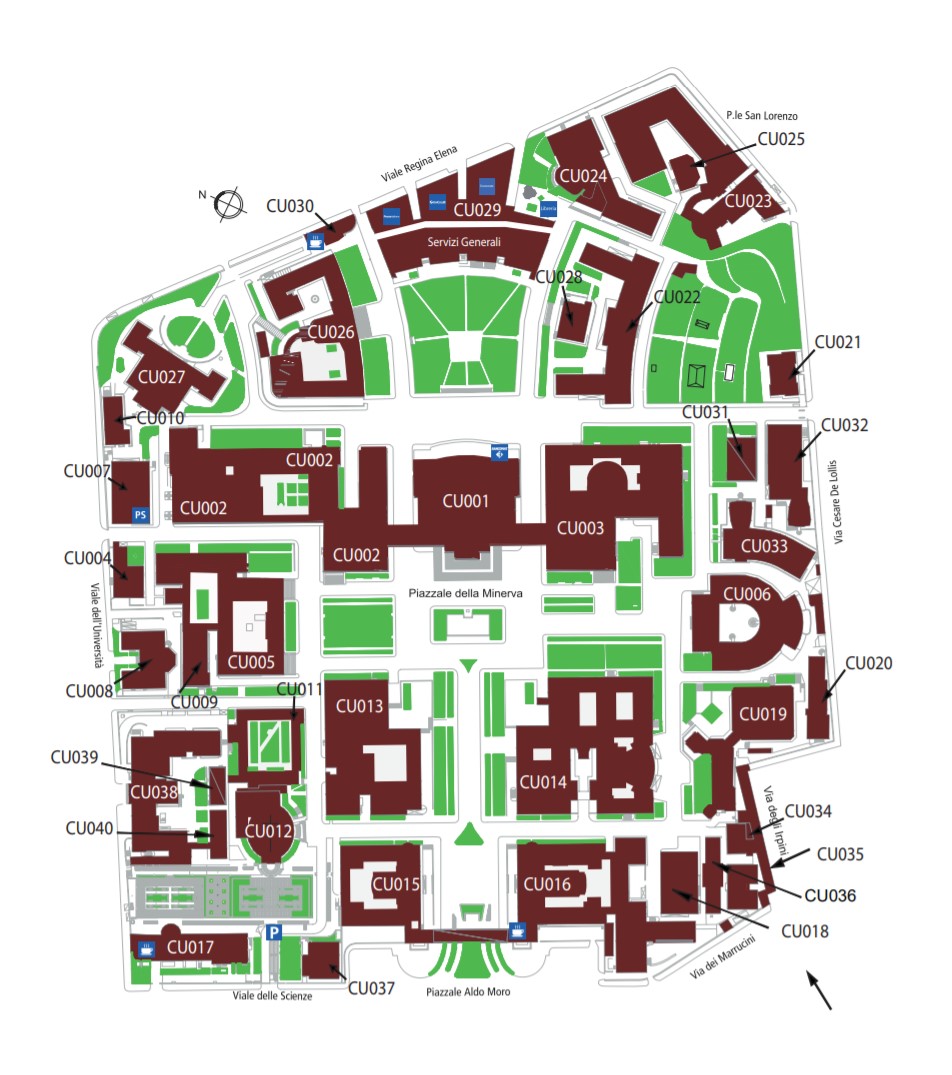 P.le San Lorenzo
CU025
Viale Regina Elena
CU024
N
CU030
CU029
CU023
Libreria
Servizi Generali
CU028
CU022
CU026
CU021
CU027
CU031
CU010
CU032
CU002
CU007
CU001
CU002
PS
CU003
Via Cesare De Lollis
CU033
CU002
CU004
Piazzale della Minerva
CU006
Viale dell'Università
CU005
CU020
CU008
CU009
CU011
CU013
CU019
CU039
CU014
CU038
Via degli Irpini
CU034
CU040
CU012
CU035
CU015
CU016
CU036
CU018
P
CU017
Via dei Marrucini
CU037
Viale delle Scienze
Piazzale Aldo Moro